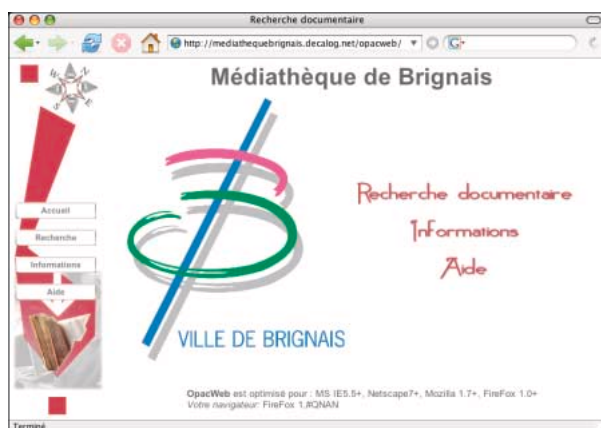 Recherche documentaire
http://mediathequebrignais.decalog.net/opacweb/
G
N
E
S
Médiathèque de Brignais
Accueil
Recherche
Informations
Aide
Recherche documentaire
Informations
Aide
VILLE DE BRIGNAIS
OpacWeb est optimisé pour : MS IE5.5+, Netscape7+, Mozilla 1.7+, FireFox 1.0+
Votre navigateur: FireFox 1.#QNAN
Terminé